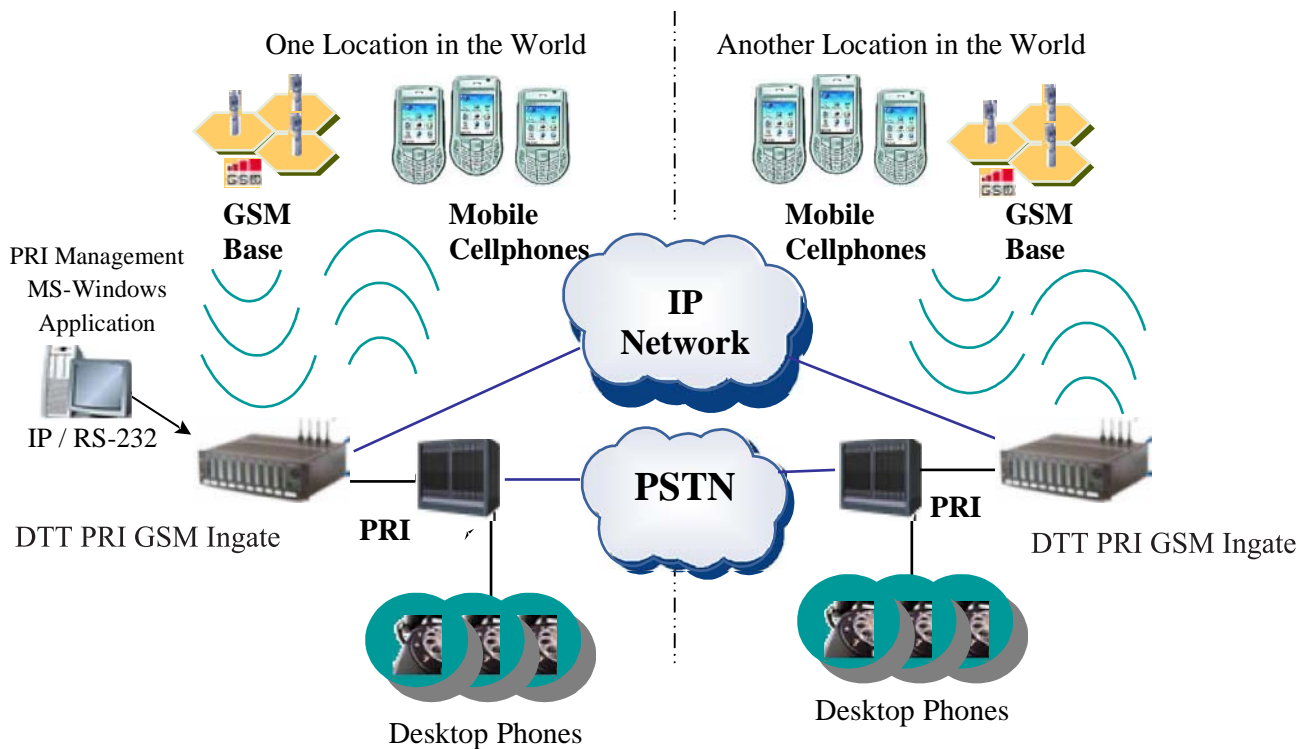 One Location in the World
Another Location in the World
GSM
GSM
GSM
Base
Mobile
Cellphones
Mobile
Cellphones
GSM
Base
PRI Management
MS-Windows
Application
IP
Network
IP / RS-232
PSTN
PRI
PRI
DTT PRI GSM Ingate
DTT PRI GSM Ingate
Desktop Phones
Desktop Phones